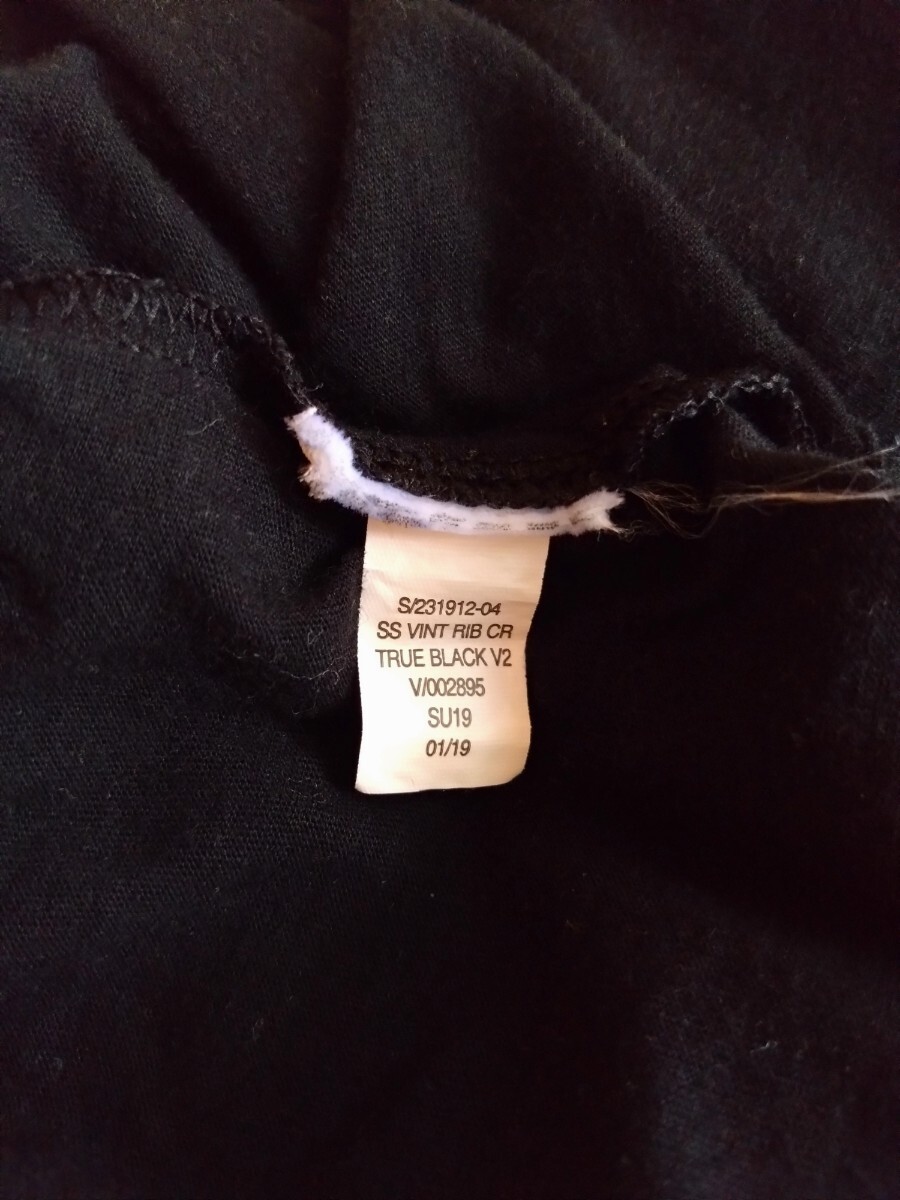 S/231912-04
SS VINT RIB CR
TRUE BLACK V2
V/002895
SU19
01/19